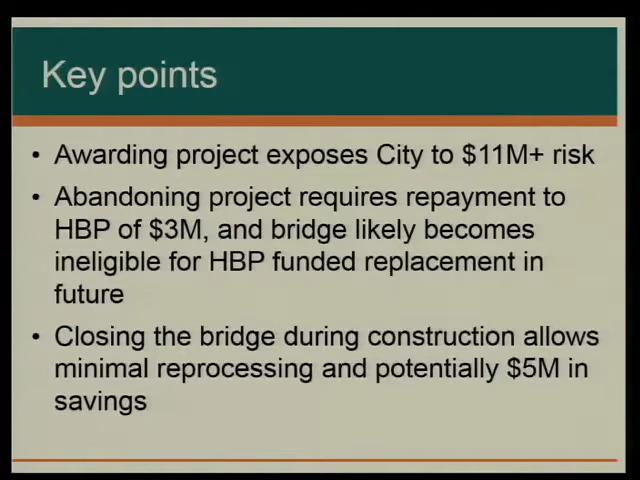 Key points
• Awarding project exposes City to $11M+ risk
• Abandoning project requires repayment to
HBP of $3M, and bridge likely becomes
ineligible for HBP funded replacement in
future
• Closing the bridge during construction allows
minimal reprocessing and potentially $5M in
savings